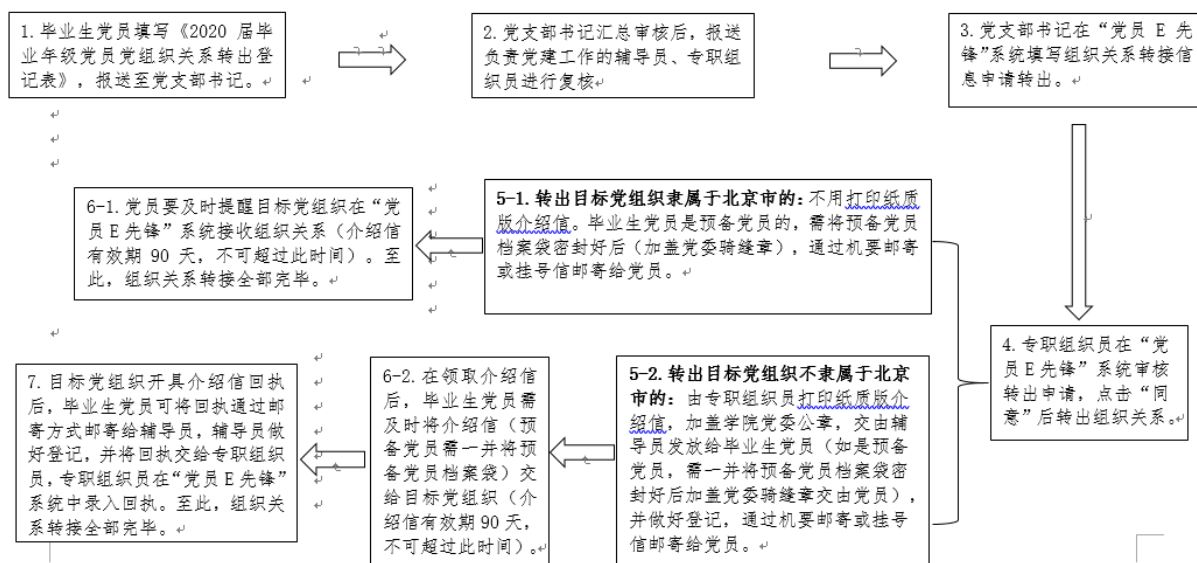 1.毕业生党员填写《2020 届毕
业年级党员党组织关系转出登
记表》，报送至党支部书记。
2.党支部书记汇总审核后，报送
负责党建工作的辅导员、专职组
织员进行复核
3.党支部书记在“党员 E 先
锋”系统填写组织关系转接信
息申请转出。
4.专职组织员在“党
员E先锋”系统审核
转出申请，点击“同
意”后转出组织关系。
5-1.转出目标党组织隶属于北京市的：不用打印纸质
版介绍信。毕业生党员是预备党员的，需将预备党员
档案袋密封好后（加盖党委骑缝章），通过机要邮寄
或挂号信邮寄给党员。
6-1.党员要及时提醒目标党组织在“党
员E先锋”系统接收组织关系（介绍信
有效期 90 天，不可超过此时间）。至
此，组织关系转接全部完毕。
5-2.转出目标党组织不隶属于北京
市的：由专职组织员打印纸质版介
绍信，加盖学院党委公章，交由辅
导员发放给毕业生党员（如是预备
党员，需一并将预备党员档案袋密
封好后加盖党委骑缝章交由党员），
并做好登记，通过机要邮寄或挂号
信邮寄给党员。
6-2.在领取介绍信
后，毕业生党员需
及时将介绍信（预
备党员需一并将预
备党员档案袋）交
给目标党组织（介
绍信有效期90天，
不可超过此时间）。
7.目标党组织开具介绍信回执
后，毕业生党员可将回执通过邮
寄方式邮寄给辅导员，辅导员做
好登记，并将回执交给专职组织
员，专职组织员在“党员E先锋”
系统中录入回执。至此，组织关
系转接全部完毕。